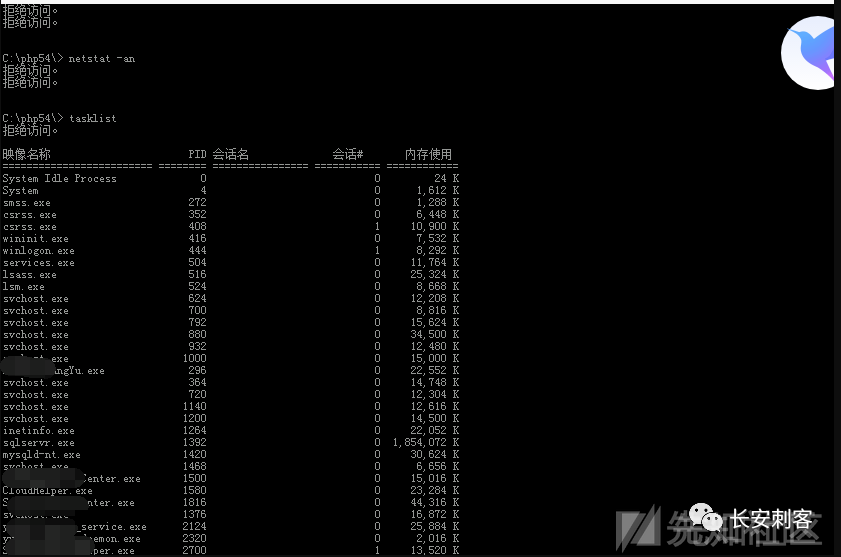 拒绝访问。
拒绝访问。
C:\php54\> netstat -an
拒绝访问。
拒绝访问。
C:\php54\> tasklist
拒绝访问。
映像名称 PID 会话名 会话# 内存使用
========================= ======== ================ =========== ============
System Idle Process 0 0 24 K
System 4 0 1,612 K
smss.exe 272 0 1,288 K
csrss.exe 352 0 6,448 K
csrss.exe 408 1 10,900 K
wininit.exe 416 0 7,532 K
winlogon.exe 444 1 8,292 K
services.exe 504 0 11,764 K
lsass.exe 516 0 25,324 K
lsm.exe 524 0 8,668 K
svchost.exe 624 0 12,208 K
svchost.exe 700 0 8,816 K
svchost.exe 792 0 15,624 K
svchost.exe 880 0 34,500 K
svchost.exe 932 0 12,480 K
svchost.exe 1000 0 15,000 K
ngYu.exe 296 0 22,552 K
svchost.exe 364 0 14,748 K
svchost.exe 720 0 12,304 K
svchost.exe 1140 0 12,616 K
svchost.exe 1200 0 14,500 K
inetinfo.exe 1264 0 22,052 K
sqlservr.exe 1392 0 1,854,072 K
mysqld-nt.exe 1420 0 30,624 K
svchost.exe 1468 0 6,656 K
Center.exe 1500 0 15,016 K
CloudHelper.exe 1580 0 23,284 K
S nter.exe 1816 0 44,316 K
svchost.exe 1376 0 16,872 K
y _service.exe 2124 0 25,884 K
yy emon.exe 2320 0 2,016 K
S per.exe 2700 1 13,520 K
长安刺客
先知社区